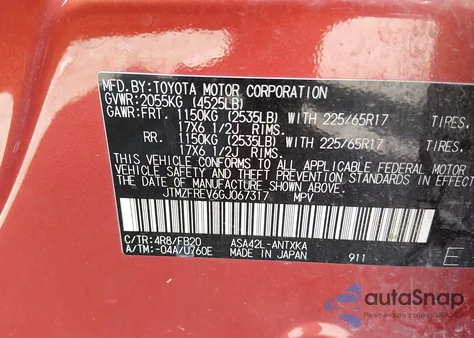 MFD. BY: TOYOTA MOTOR CORPORATION
GVWR: 2055KG (4525LB)
GAWR: FRT. 1150KG (2535LB) WITH 225/65R17 TIRES.
17X6 1/2J RIMS.
RR. 1150KG (2535LB) WITH 225/65R17 TIRES.
17X6 1/2J RIMS.
THIS VEHICLE CONFORMS TO ALL APPLICABLE FEDERAL MOTOR
VEHICLE SAFETY AND THEFT PREVENTION STANDARDS IN
EFFECT ON THE DATE OF MANUFACTURE SHOWN ABOVE.
JTMZFREV6GJ067317 MPV
C/TR: 4R8/FB20 ASA42L-ANTXKA
A/TM: -04A/U760E MADE IN JAPAN 911 E
autoSnap